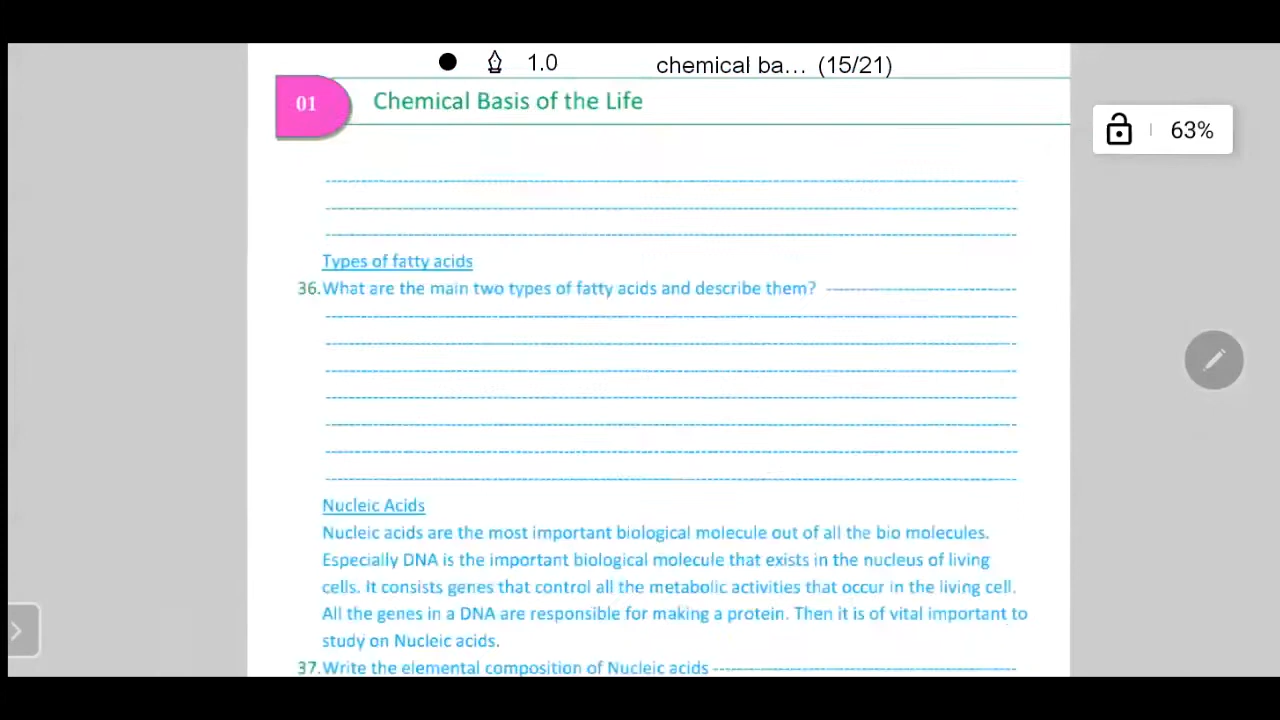 1.0 chemical ba... (15/21)
01 Chemical Basis of the Life
63%
Types of fatty acids
36. What are the main two types of fatty acids and describe them?
Nucleic Acids
Nucleic acids are the most important biological molecule out of all the bio molecules.
Especially DNA is the important biological molecule that exists in the nucleus of living
cells. It consists genes that control all the metabolic activities that occur in the living cell.
All the genes in a DNA are responsible for making a protein. Then it is of vital important to
study on Nucleic acids.
37. Write the elemental composition of Nucleic acids